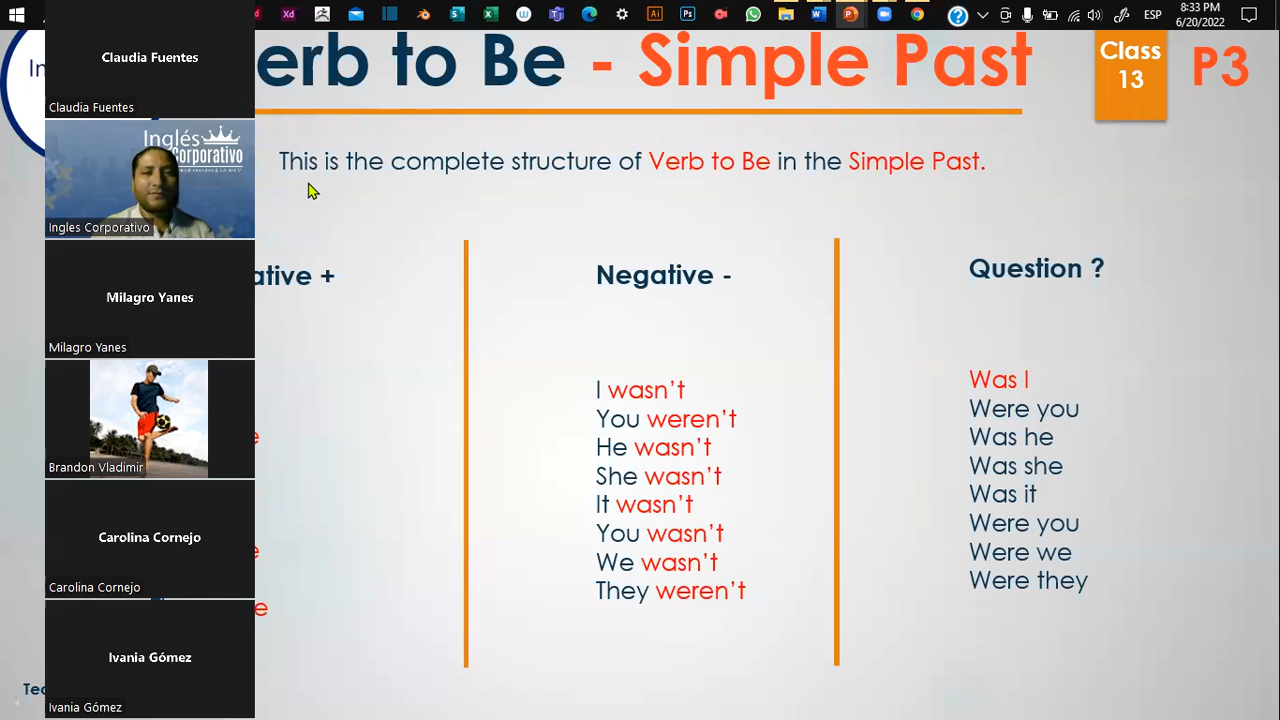 8:33 PM
ESP
6/20/2022
erb to Be - Simple Past
Class
13
P3
This is the complete structure of Verb to Be in the Simple Past.
ative +
Negative -
Question ?
I wasn't
You weren't
He wasn't
She wasn't
It wasn't
You wasn't
We wasn't
They weren't
Was I
Were you
Was he
Was she
Was it
Were you
Were we
Were they
Claudia Fuentes
Claudia Fuentes
Inglés
Corporativo
Ingles Corporativo
Milagro Yanes
Milagro Yanes
Brandon Vladimir
Carolina Cornejo
Carolina Cornejo
Ivania Gómez
Ivania Gómez